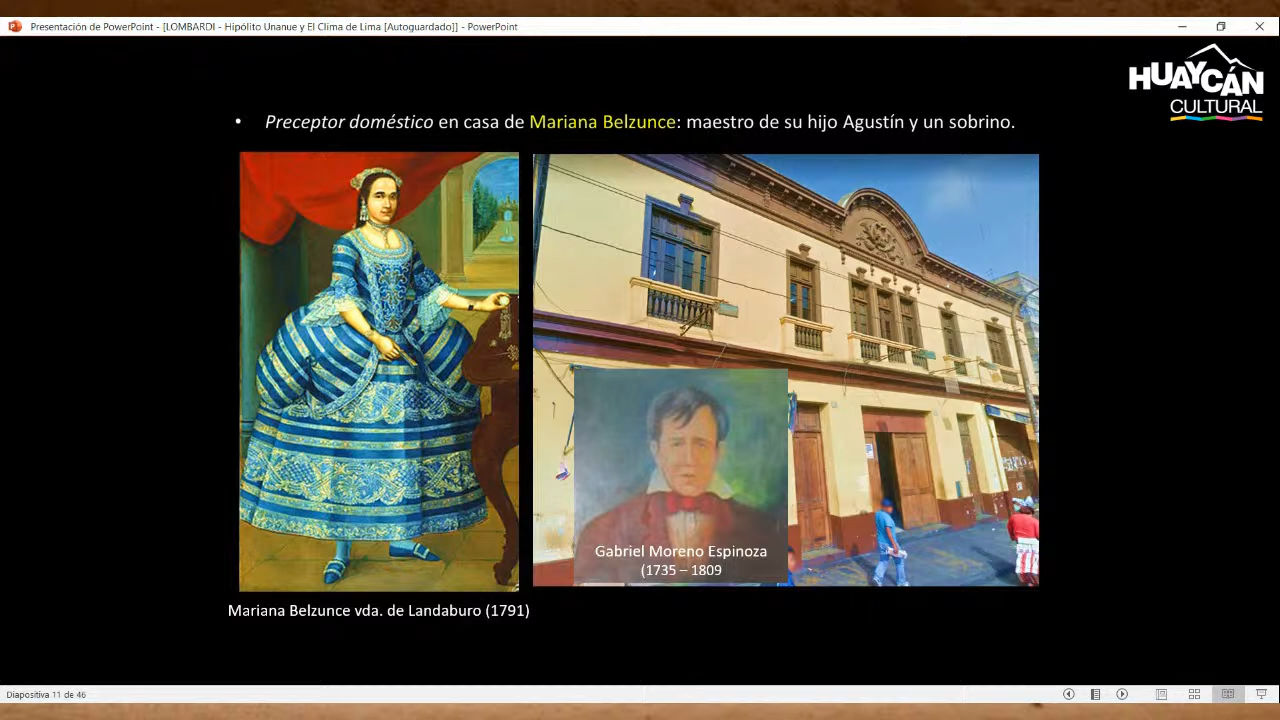 Presentación de PowerPoint - [LOMBARDI - Hipólito Unanue y El Clíma de Lima [Autoguardado]] - PowerPoint
HUAYCÁN
CULTURAL
• Preceptor doméstico en casa de Mariana Belzunce: maestro de su hijo Agustín y un sobrino.
Gabriel Moreno Espinoza
(1735 – 1809
Mariana Belzunce vda. de Landaburo (1791)
Diapositiva 11 de 46